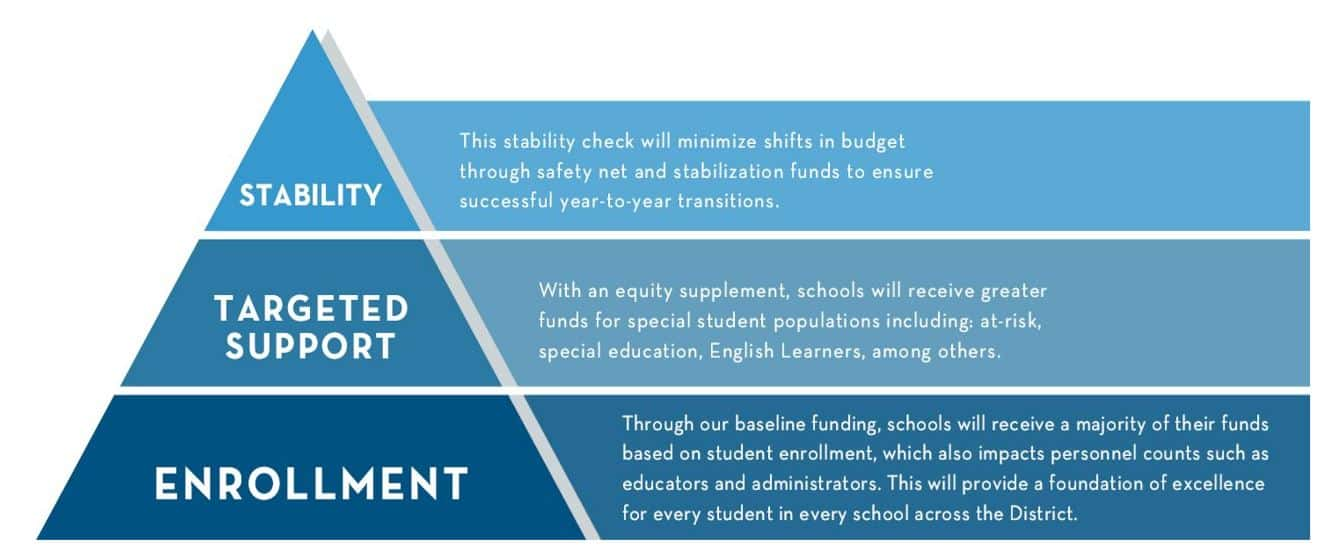 STABILITY
This stability check will minimize shifts in budget
through safety net and stabilization funds to ensure
successful year-to-year transitions.
TARGETED
SUPPORT
With an equity supplement, schools will receive greater
funds for special student populations including: at-risk,
special education, English Learners, among others.
ENROLLMENT
Through our baseline funding, schools will receive a majority of their funds
based on student enrollment, which also impacts personnel counts such as
educators and administrators. This will provide a foundation of excellence
for every student in every school across the District.